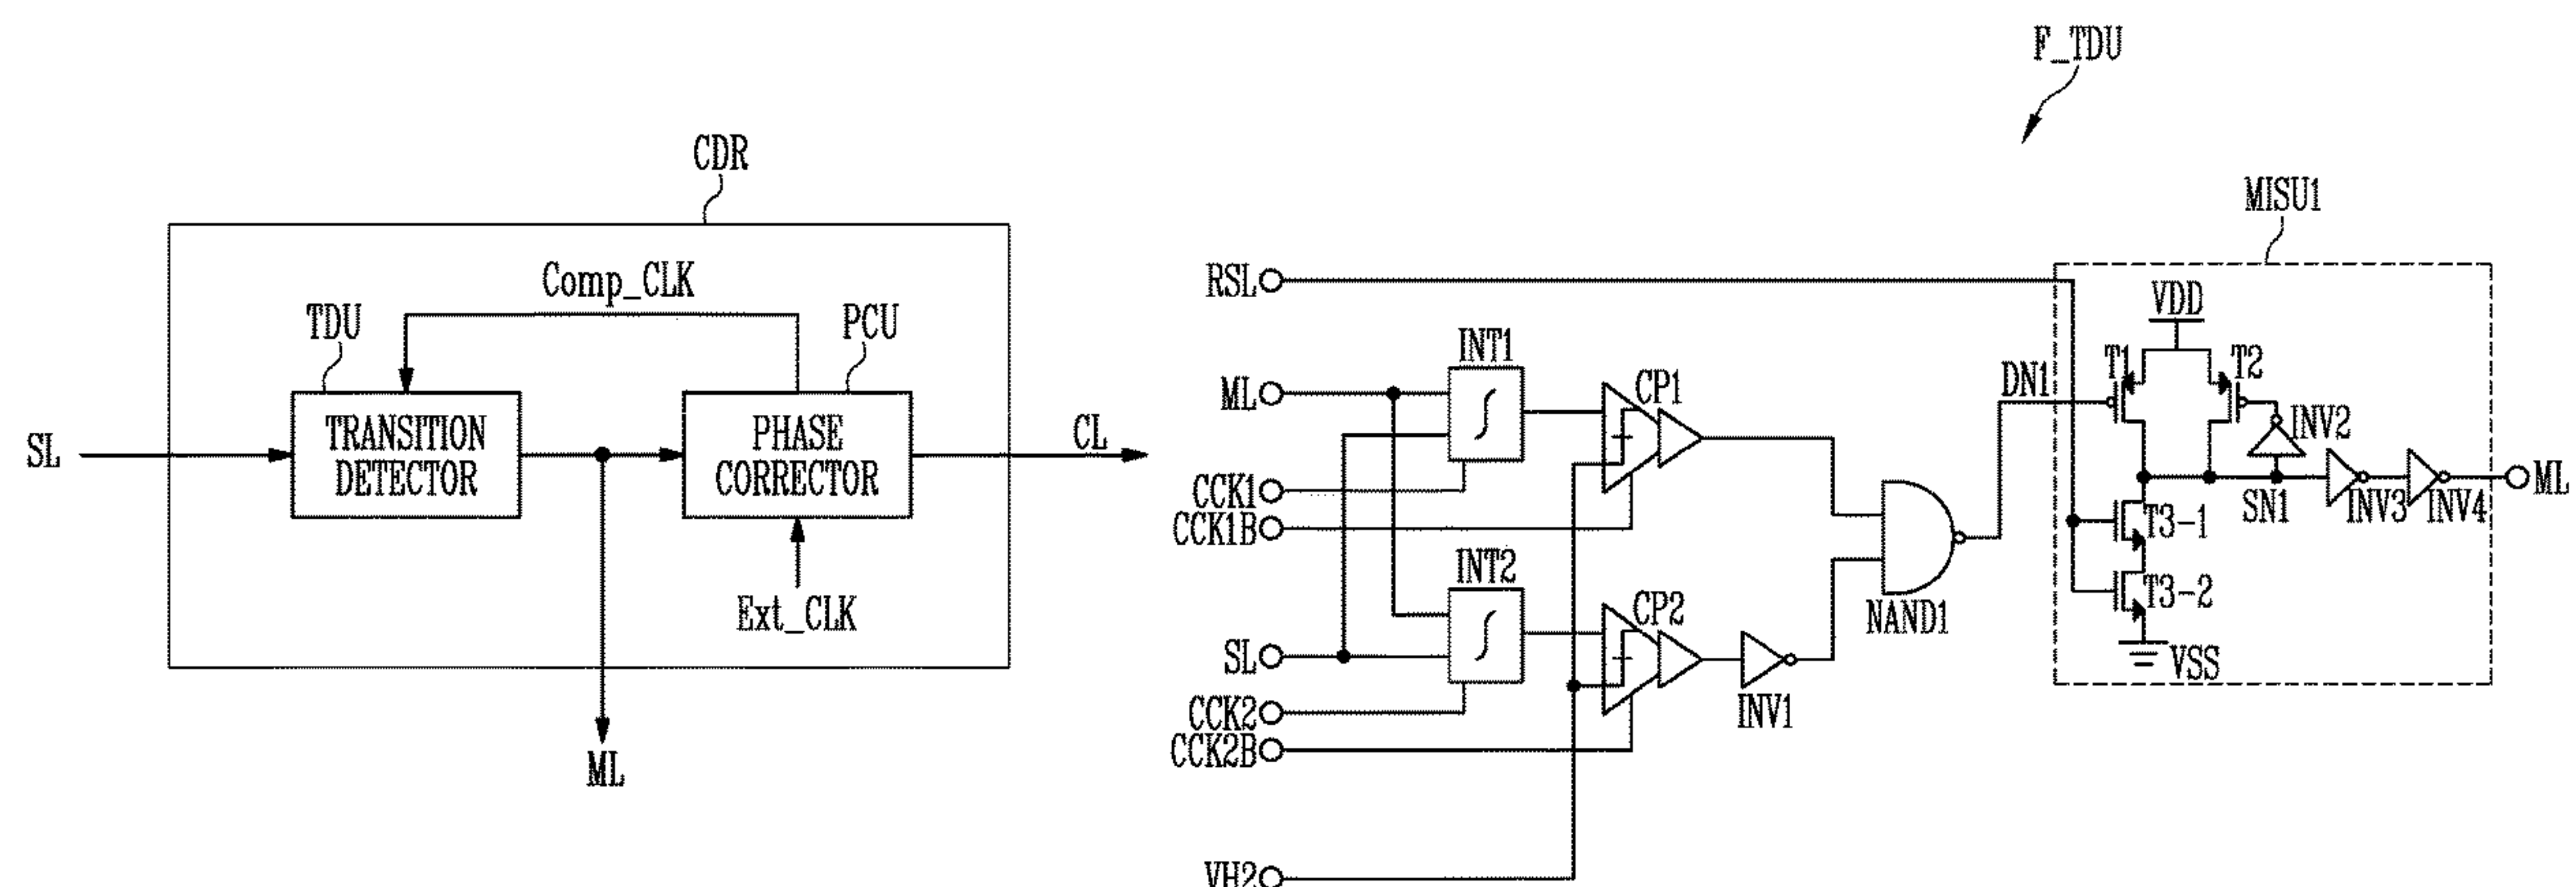 CDR
Comp_CLK
TDU
PCU
TRANSITION
DETECTOR
PHASE
CORRECTOR
SL
CL
Ext_CLK
ML
F_TDU
MISU1
RSL
VDD
INT1
T1
T2
DN1
ML
CP1
INV2
CCK1
SN1
INV3
INV4
ML
CCK1B
T3-1
INT2
CP2
NAND1
T3-2
SL
VSS
CCK2
INV1
CCK2B
VH2